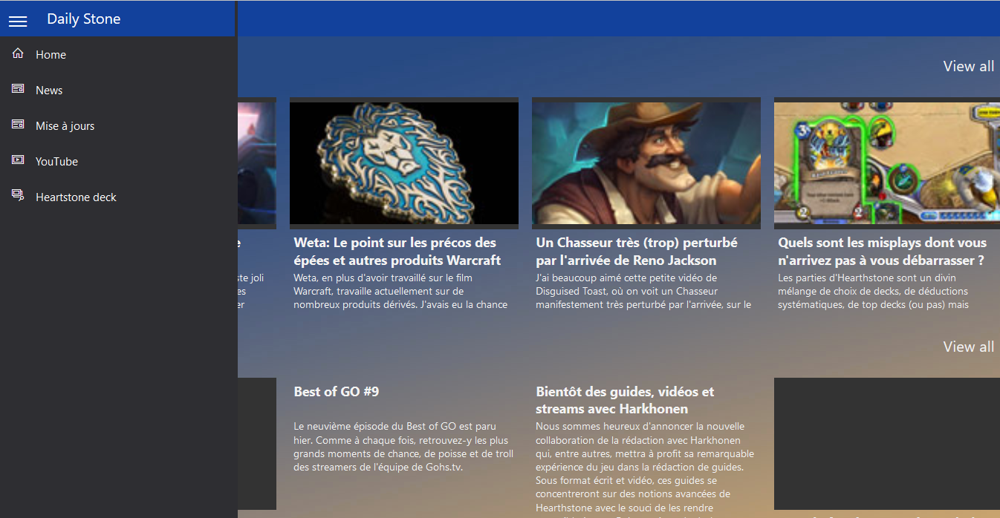 Daily Stone
Home
News
Mise à jours
YouTube
Heartstone deck
View all
e
ste joli
es
er
Weta: Le point sur les précos des
épées et autres produits Warcraft
Weta, en plus d'avoir travaillé sur le film
Warcraft, travaille actuellement sur de
nombreux produits dérivés. J'avais eu la chance
Un Chasseur très (trop) perturbé
par l'arrivée de Reno Jackson
J'ai beaucoup aimé cette petite vidéo de
Disguised Toast, où on voit un Chasseur
manifestement très perturbé par l'arrivée, sur le
3
2
2
Quels sont les misplays dont vous
n'arrivez pas à vous débarrasser ?
Les parties d'Hearthstone sont un divin
mélange de choix de decks, de déductions
systématiques, de top decks (ou pas) mais
View all
Best of GO #9
Le neuvième épisode du Best of GO est paru
hier. Comme à chaque fois, retrouvez-y les plus
grands moments de chance, de poisse et de troll
des streamers de l'équipe de Gohs.tv.
Bientôt des guides, vidéos et
streams avec Harkhonen
Nous sommes heureux d'annoncer la nouvelle
collaboration de la rédaction avec Harkhonen
qui, entre autres, mettra à profit sa remarquable
expérience du jeu dans la rédaction de guides.
Sous format écrit et vidéo, ces guides se
concentreront sur des notions avancées de
Hearthstone avec le souci de les rendre